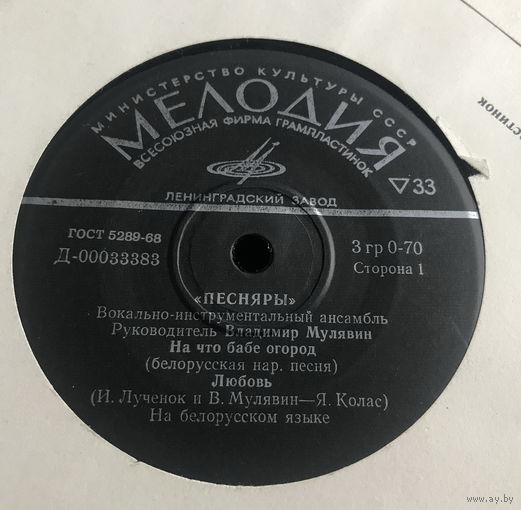 МИНИСТЕРСТВО КУЛЬТУРЫ СССР
МЕЛОДИЯ
ВСЕСОЮЗНАЯ ФИРМА ГРАМПЛАСТИНОК
ЛЕНИНГРАДСКИЙ ЗАВОД
▽33
ГОСТ 5289-68
Д-00033383
3 гр 0-70
Сторона 1
«ПЕСНЯРЫ»
Вокально-инструментальный ансамбль
Руководитель Владимир Мулявин
На что бабе огород
(белорусская нар. песня)
Любовь
(И. Лученок и В. Мулявин—Я. Колас)
На белорусском языке
www.ay.by